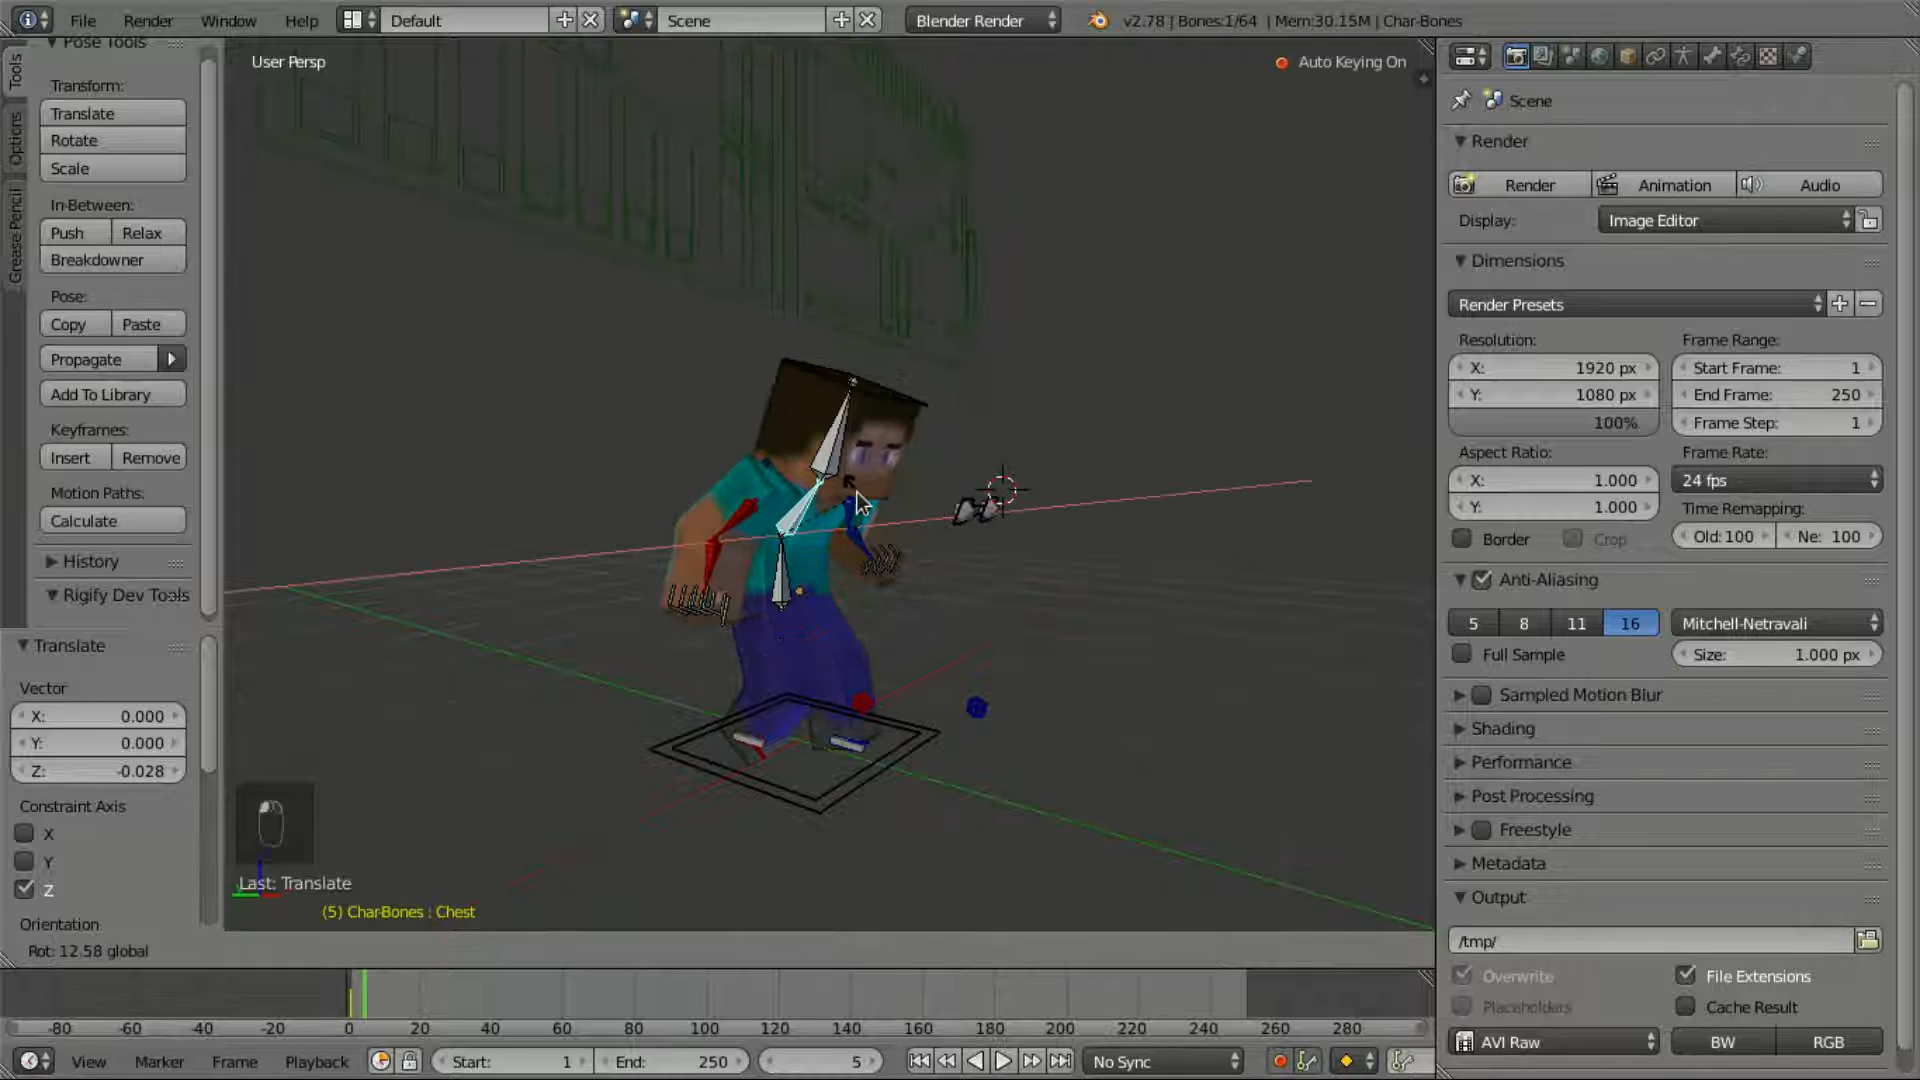 File Render Window Help Default Scene Blender Render v2.78 | Bones:1/64 | Mem:30.15M | Char-Bones
Tools
Options
Grease Pencil
Pose Tools
Transform:
Translate
Rotate
Scale
In-Between:
Push Relax
Breakdowner
Pose:
Copy Paste
Propagate
Add To Library
Keyframes:
Insert Remove
Motion Paths:
Calculate
History
Rigify Dev Tools
Translate
Vector
X: 0.000
Y: 0.000
Z: -0.028
Constraint Axis
X
Y
Z
Orientation
User Persp
Auto Keying On
Last: Translate
(5) Char-Bones : Chest
Rot: 12.58 global
Scene
Render
Render Animation Audio
Display: Image Editor
Dimensions
Render Presets
Resolution: Frame Range:
X: 1920 px Start Frame: 1
Y: 1080 px End Frame: 250
100% Frame Step: 1
Aspect Ratio: Frame Rate:
X: 1.000 24 fps
Y: 1.000 Time Remapping:
Border Crop Old: 100 Ne: 100
Anti-Aliasing
5 8 11 16 Mitchell-Netravali
Full Sample Size: 1.000 px
Sampled Motion Blur
Shading
Performance
Post Processing
Freestyle
Metadata
Output
/tmp/
Overwrite File Extensions
Placeholders Cache Result
AVI Raw BW RGB
-80 -60 -40 -20 0 20 40 60 80 100 120 140 160 180 200 220 240 260 280
View Marker Frame Playback Start: 1 End: 250 5 No Sync